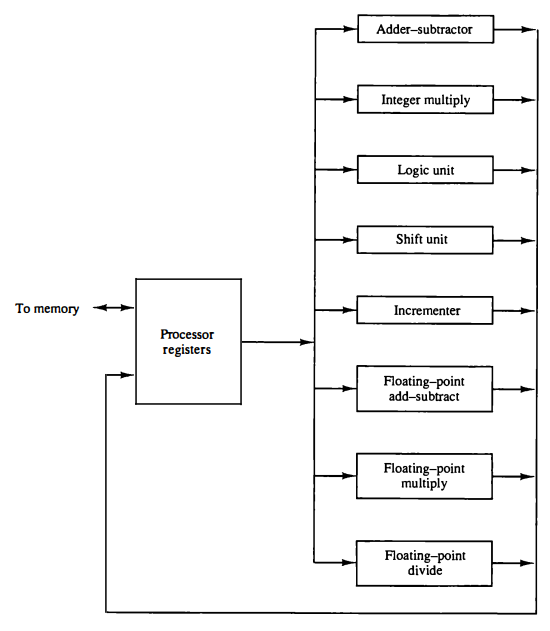 Adder–subtractor
Integer multiply
Logic unit
Shift unit
To memory
Processor
registers
Incrementer
Floating–point
add–subtract
Floating–point
multiply
Floating–point
divide